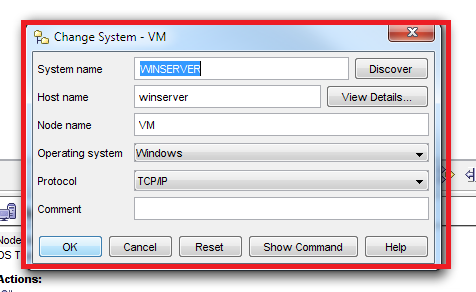 Change System - VM
System name WINSERVER Discover
Host name winserver View Details...
Node name VM
Operating system Windows
Protocol TCP/IP
Comment
OK Cancel Reset Show Command Help
Node
OS T
Actions: